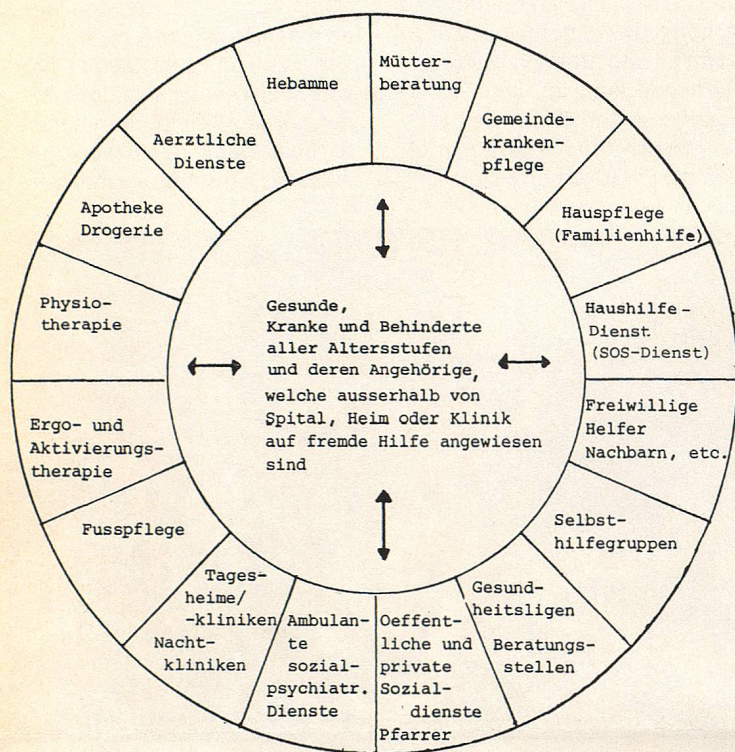 Hebamme
Mütter-
beratung
Gemeinde-
kranken-
pflege
Hauspflege
(Familienhilfe)
Haushilfe-
Dienst
(SOS-Dienst)
Freiwillige
Helfer
Nachbarn, etc.
Selbst-
hilfegruppen
Gesund-
heitsligen
Beratungs-
stellen
Oeffent-
liche und
private
Sozial-
dienste
Pfarrer
Ambulan-
te
sozial-
psychiatr.
Dienste
Tages-
heime/
-kliniken
Nacht-
kliniken
Fusspflege
Ergo- und
Aktivierungs-
therapie
Physio-
therapie
Apotheke
Drogerie
Aerztliche
Dienste
Gesunde,
Kranke und Behinderte
aller Altersstufen
und deren Angehörige,
welche ausserhalb von
Spital, Heim oder Klinik
auf fremde Hilfe angewiesen
sind